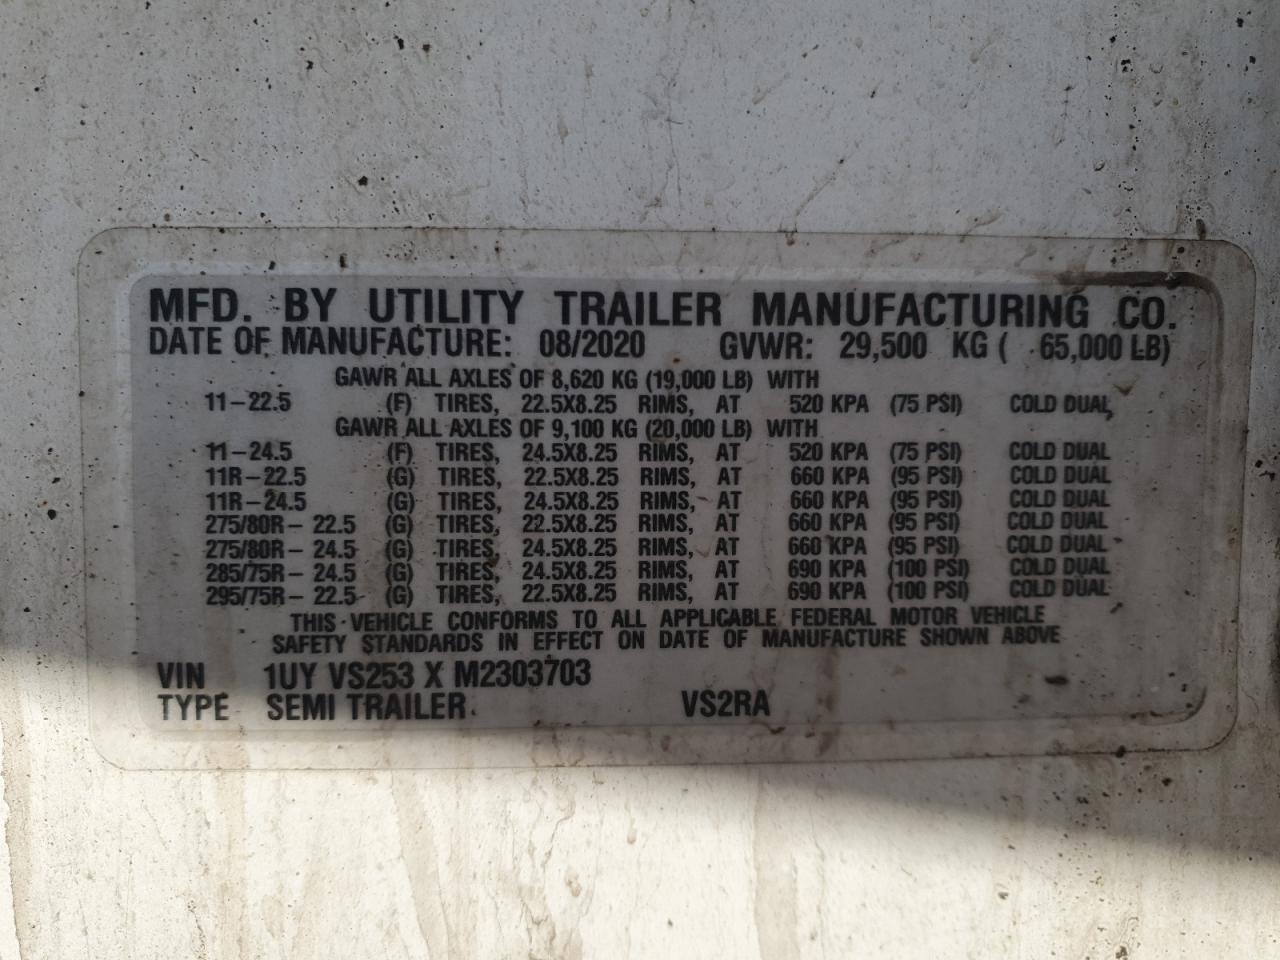 MFD. BY UTILITY TRAILER MANUFACTURING CO.
DATE OF MANUFACTURE: 08/2020 GVWR: 29,500 KG ( 65,000 LB)
GAWR ALL AXLES OF 8,620 KG (19,000 LB) WITH
11-22.5 (F) TIRES, 22.5X8.25 RIMS, AT 520 KPA (75 PSI) COLD DUAL,
GAWR ALL AXLES OF 9,100 KG (20,000 LB) WITH
11-24.5 (F) TIRES, 24.5X8.25 RIMS, AT 520 KPA (75 PSI) COLD DUAL
11R-22.5 (G) TIRES, 22.5X8.25 RIMS, AT 660 KPA (95 PSI) COLD DUAL
11R-24.5 (G) TIRES, 24.5X8.25 RIMS, AT 660 KPA (95 PSI) COLD DUAL
275/80R- 22.5 (G) TIRES, 22.5X8.25 RIMS, AT 660 KPA (95 PSI) COLD DUAL
275/80R- 24.5 (G) TIRES, 24.5X8.25 RIMS, AT 660 KPA (95 PSI) COLD DUAL
285/75R- 24.5 (G) TIRES, 24.5X8.25 RIMS, AT 690 KPA (100 PSI) COLD DUAL
295/75R- 22.5 (G) TIRES, 22.5X8.25 RIMS, AT 690 KPA (100 PSI) COLD DUAL
THIS VEHICLE CONFORMS TO ALL APPLICABLE FEDERAL MOTOR VEHICLE
SAFETY STANDARDS IN EFFECT ON DATE OF MANUFACTURE SHOWN ABOVE
VIN 1UY VS253 X M2303703
TYPE SEMI TRAILER VS2RA